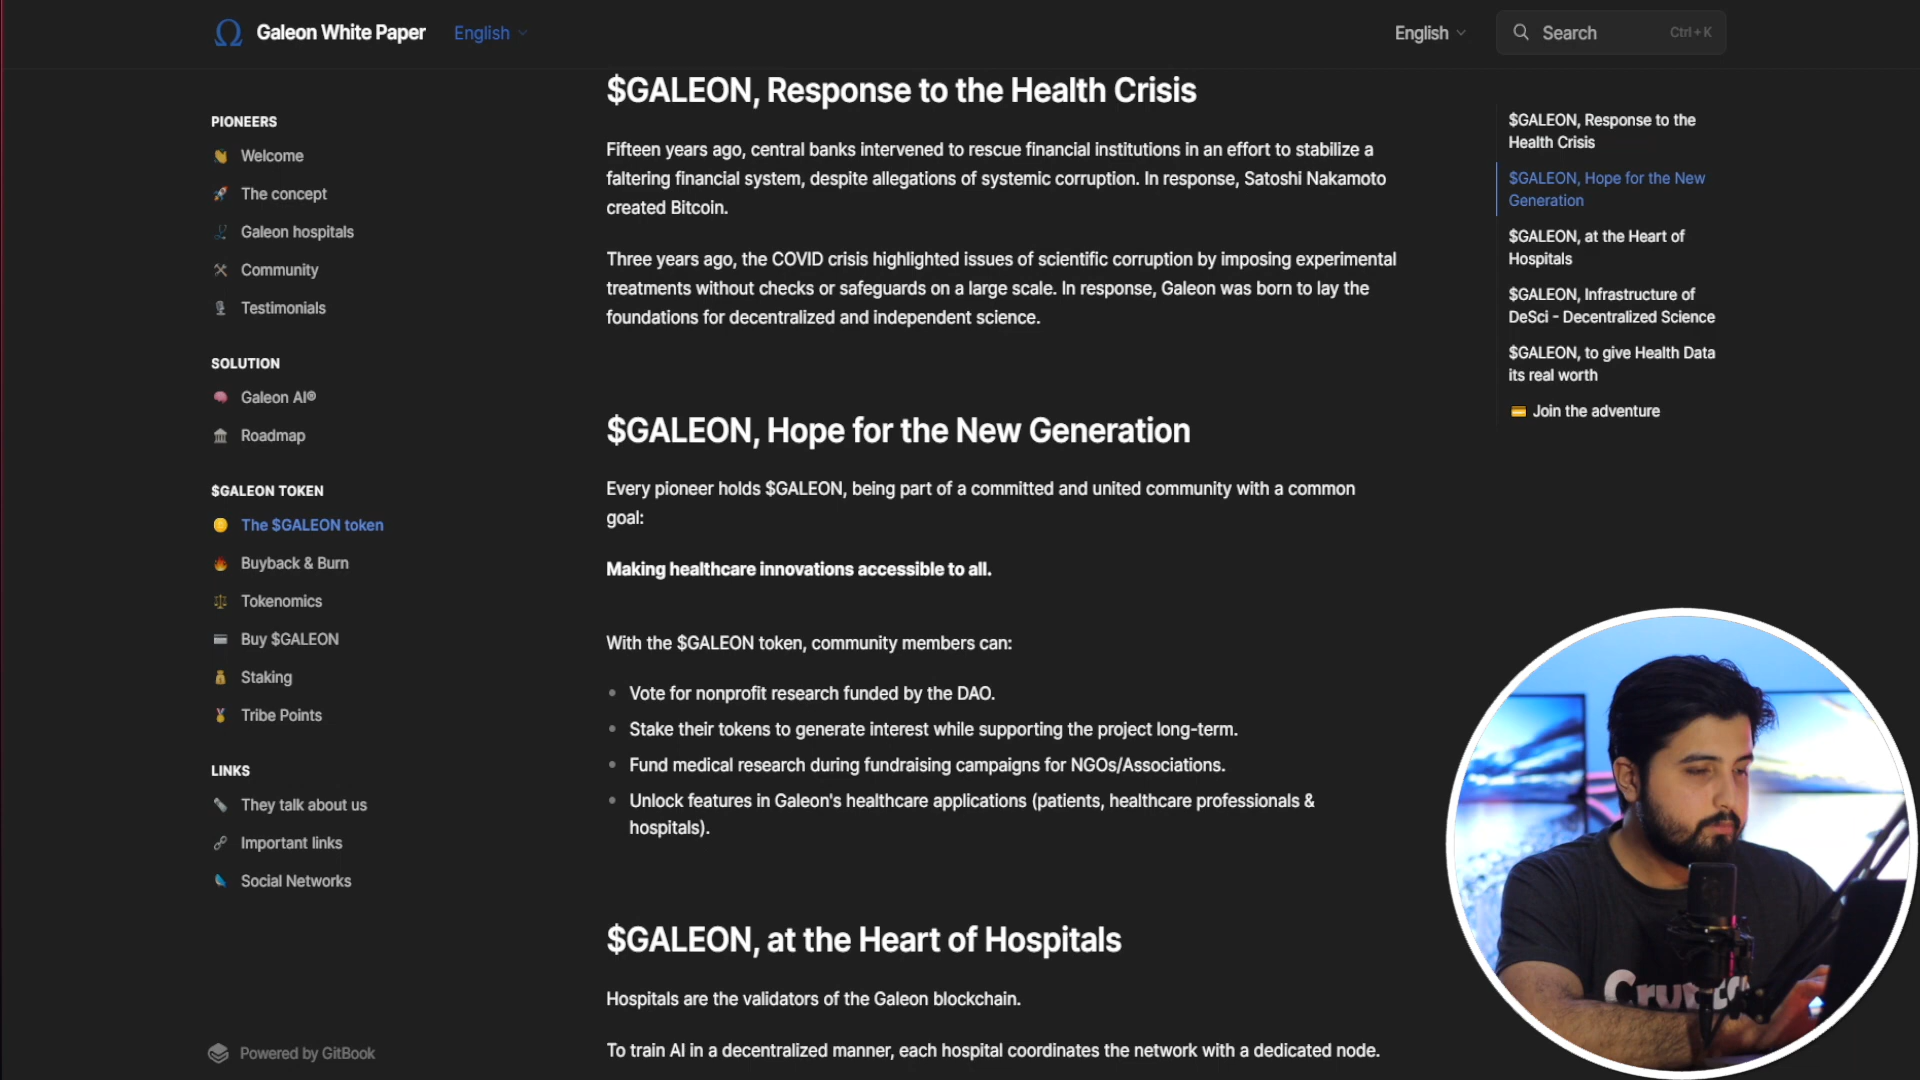 Galeon White Paper
English
English
Search
Ctrl + K
PIONEERS
Welcome
The concept
Galeon hospitals
Community
Testimonials
SOLUTION
Galeon AI®
Roadmap
$GALEON TOKEN
The $GALEON token
Buyback & Burn
Tokenomics
Buy $GALEON
Staking
Tribe Points
LINKS
They talk about us
Important links
Social Networks
Powered by GitBook
$GALEON, Response to the Health Crisis
Fifteen years ago, central banks intervened to rescue financial institutions in an effort to stabilize a
faltering financial system, despite allegations of systemic corruption. In response, Satoshi Nakamoto
created Bitcoin.
Three years ago, the COVID crisis highlighted issues of scientific corruption by imposing experimental
treatments without checks or safeguards on a large scale. In response, Galeon was born to lay the
foundations for decentralized and independent science.
$GALEON, Hope for the New Generation
Every pioneer holds $GALEON, being part of a committed and united community with a common
goal:
Making healthcare innovations accessible to all.
With the $GALEON token, community members can:
Vote for nonprofit research funded by the DAO.
Stake their tokens to generate interest while supporting the project long-term.
Fund medical research during fundraising campaigns for NGOs/Associations.
Unlock features in Galeon's healthcare applications (patients, healthcare professionals &
hospitals).
$GALEON, at the Heart of Hospitals
Hospitals are the validators of the Galeon blockchain.
To train AI in a decentralized manner, each hospital coordinates the network with a dedicated node.
$GALEON, Response to the
Health Crisis
$GALEON, Hope for the New
Generation
$GALEON, at the Heart of
Hospitals
$GALEON, Infrastructure of
DeSci - Decentralized Science
$GALEON, to give Health Data
its real worth
Join the adventure